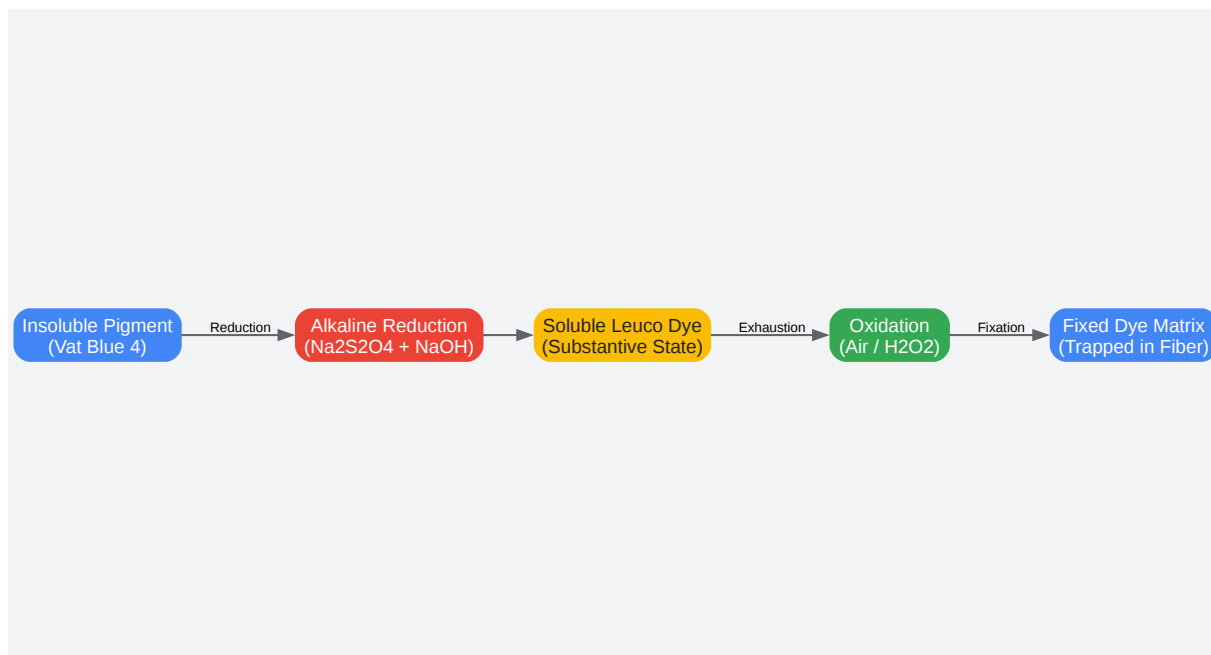 Insoluble Pigment
(Vat Blue 4)
Reduction
Alkaline Reduction
(Na2S2O4 + NaOH)
Soluble Leuco Dye
(Substantive State)
Exhaustion
Oxidation
(Air / H2O2)
Fixation
Fixed Dye Matrix
(Trapped in Fiber)